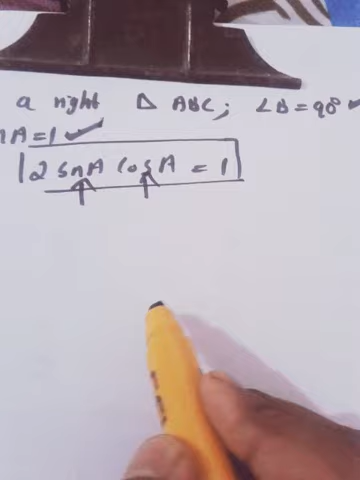 a right Δ ABC; ∠B=90°
A=1
2 sinA cosA = 1